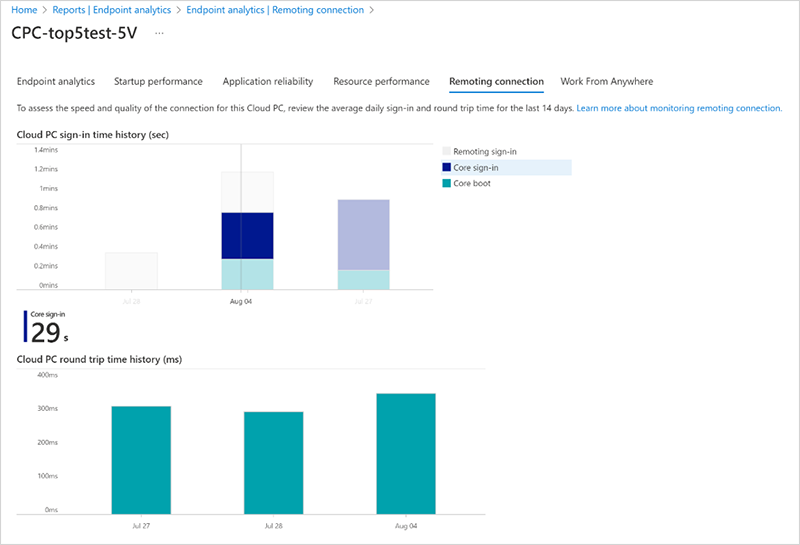 Home > Reports | Endpoint analytics > Endpoint analytics | Remoting connection >
CPC-top5test-5V ...
Endpoint analytics Startup performance Application reliability Resource performance Remoting connection Work From Anywhere
To assess the speed and quality of the connection for this Cloud PC, review the average daily sign-in and round trip time for the last 14 days. Learn more about monitoring remoting connection.
Cloud PC sign-in time history (sec)
1.4mins
1.2mins
1mins
0.8mins
0.6mins
0.4mins
0.2mins
0mins
Jul 28 Aug 04 Jul 27
Remoting sign-in
Core sign-in
Core boot
Core sign-in
29 s
Cloud PC round trip time history (ms)
400ms
300ms
200ms
100ms
0ms
Jul 27 Jul 28 Aug 04